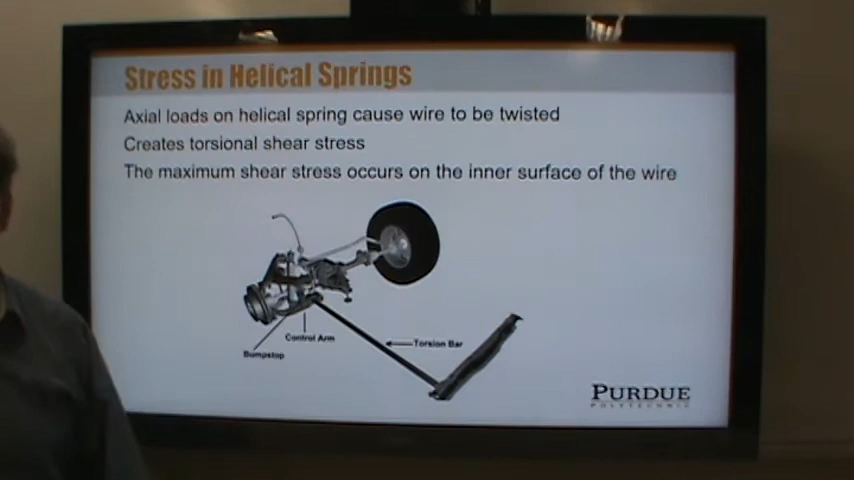 Stress in Helical Springs
Axial loads on helical spring cause wire to be twisted
Creates torsional shear stress
The maximum shear stress occurs on the inner surface of the wire
Control Arm
Torsion Bar
Bumpstop
PURDUE
POLYTECHNIC